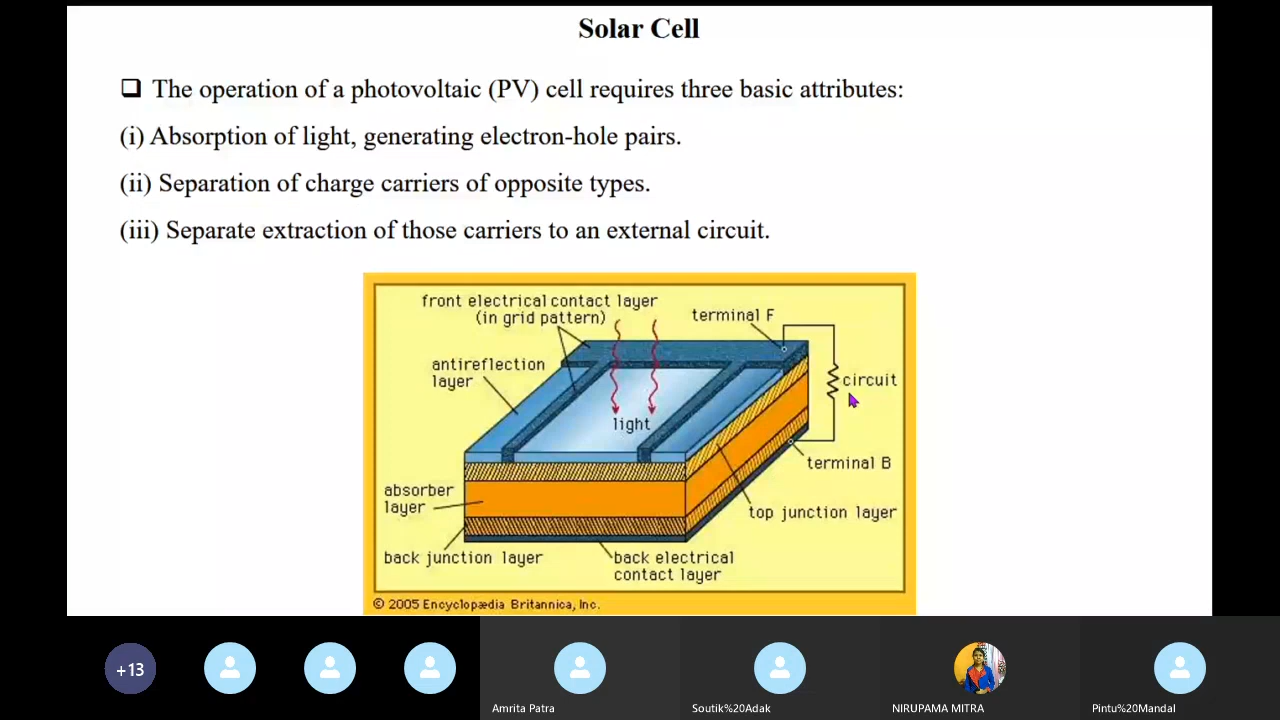 Solar Cell
❑ The operation of a photovoltaic (PV) cell requires three basic attributes:
(i) Absorption of light, generating electron-hole pairs.
(ii) Separation of charge carriers of opposite types.
(iii) Separate extraction of those carriers to an external circuit.
front electrical contact layer
(in grid pattern)
terminal F
antireflection
layer
circuit
light
terminal B
absorber
layer
top junction layer
back junction layer
back electrical
contact layer
© 2005 Encyclopædia Britannica, Inc.
+13
Amrita Patra
Soutik%20Adak
NIRUPAMA MITRA
Pintu%20Mandal